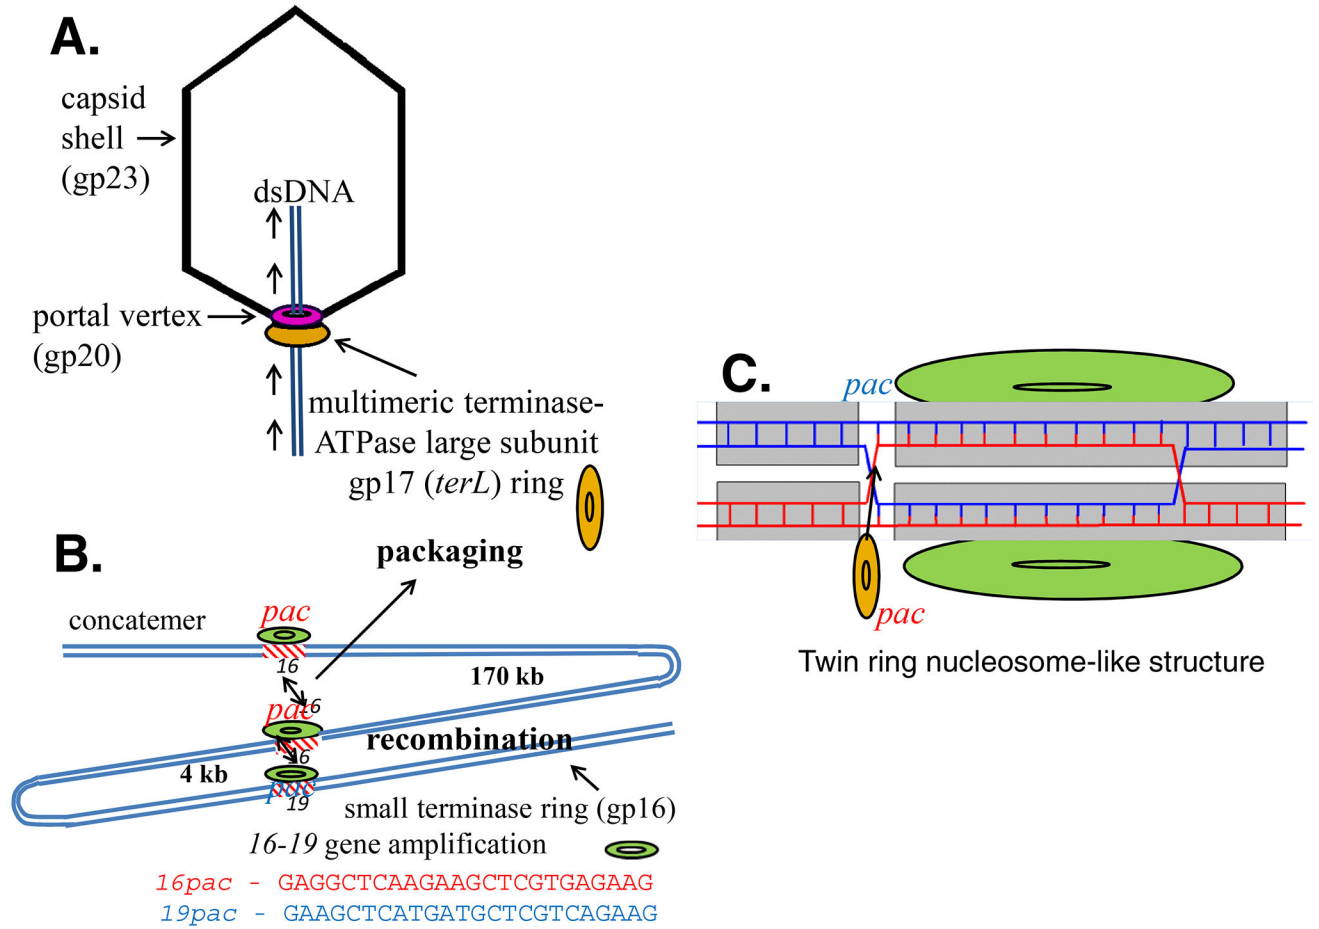 A.
capsid
shell
(gp23)
dsDNA
portal vertex
(gp20)
multimeric terminase-
ATPase large subunit
gp17 (terL) ring
B.
packaging
concatemer
pac
16
170 kb
16
pac
recombination
16
4 kb
pac
19
small terminase ring (gp16)
16-19 gene amplification
16pac - GAGGCTCAAGAAGCTCGTGAGAAG
19pac - GAAGCTCATGATGCTCGTCAGAAG
C.
pac
pac
Twin ring nucleosome-like structure